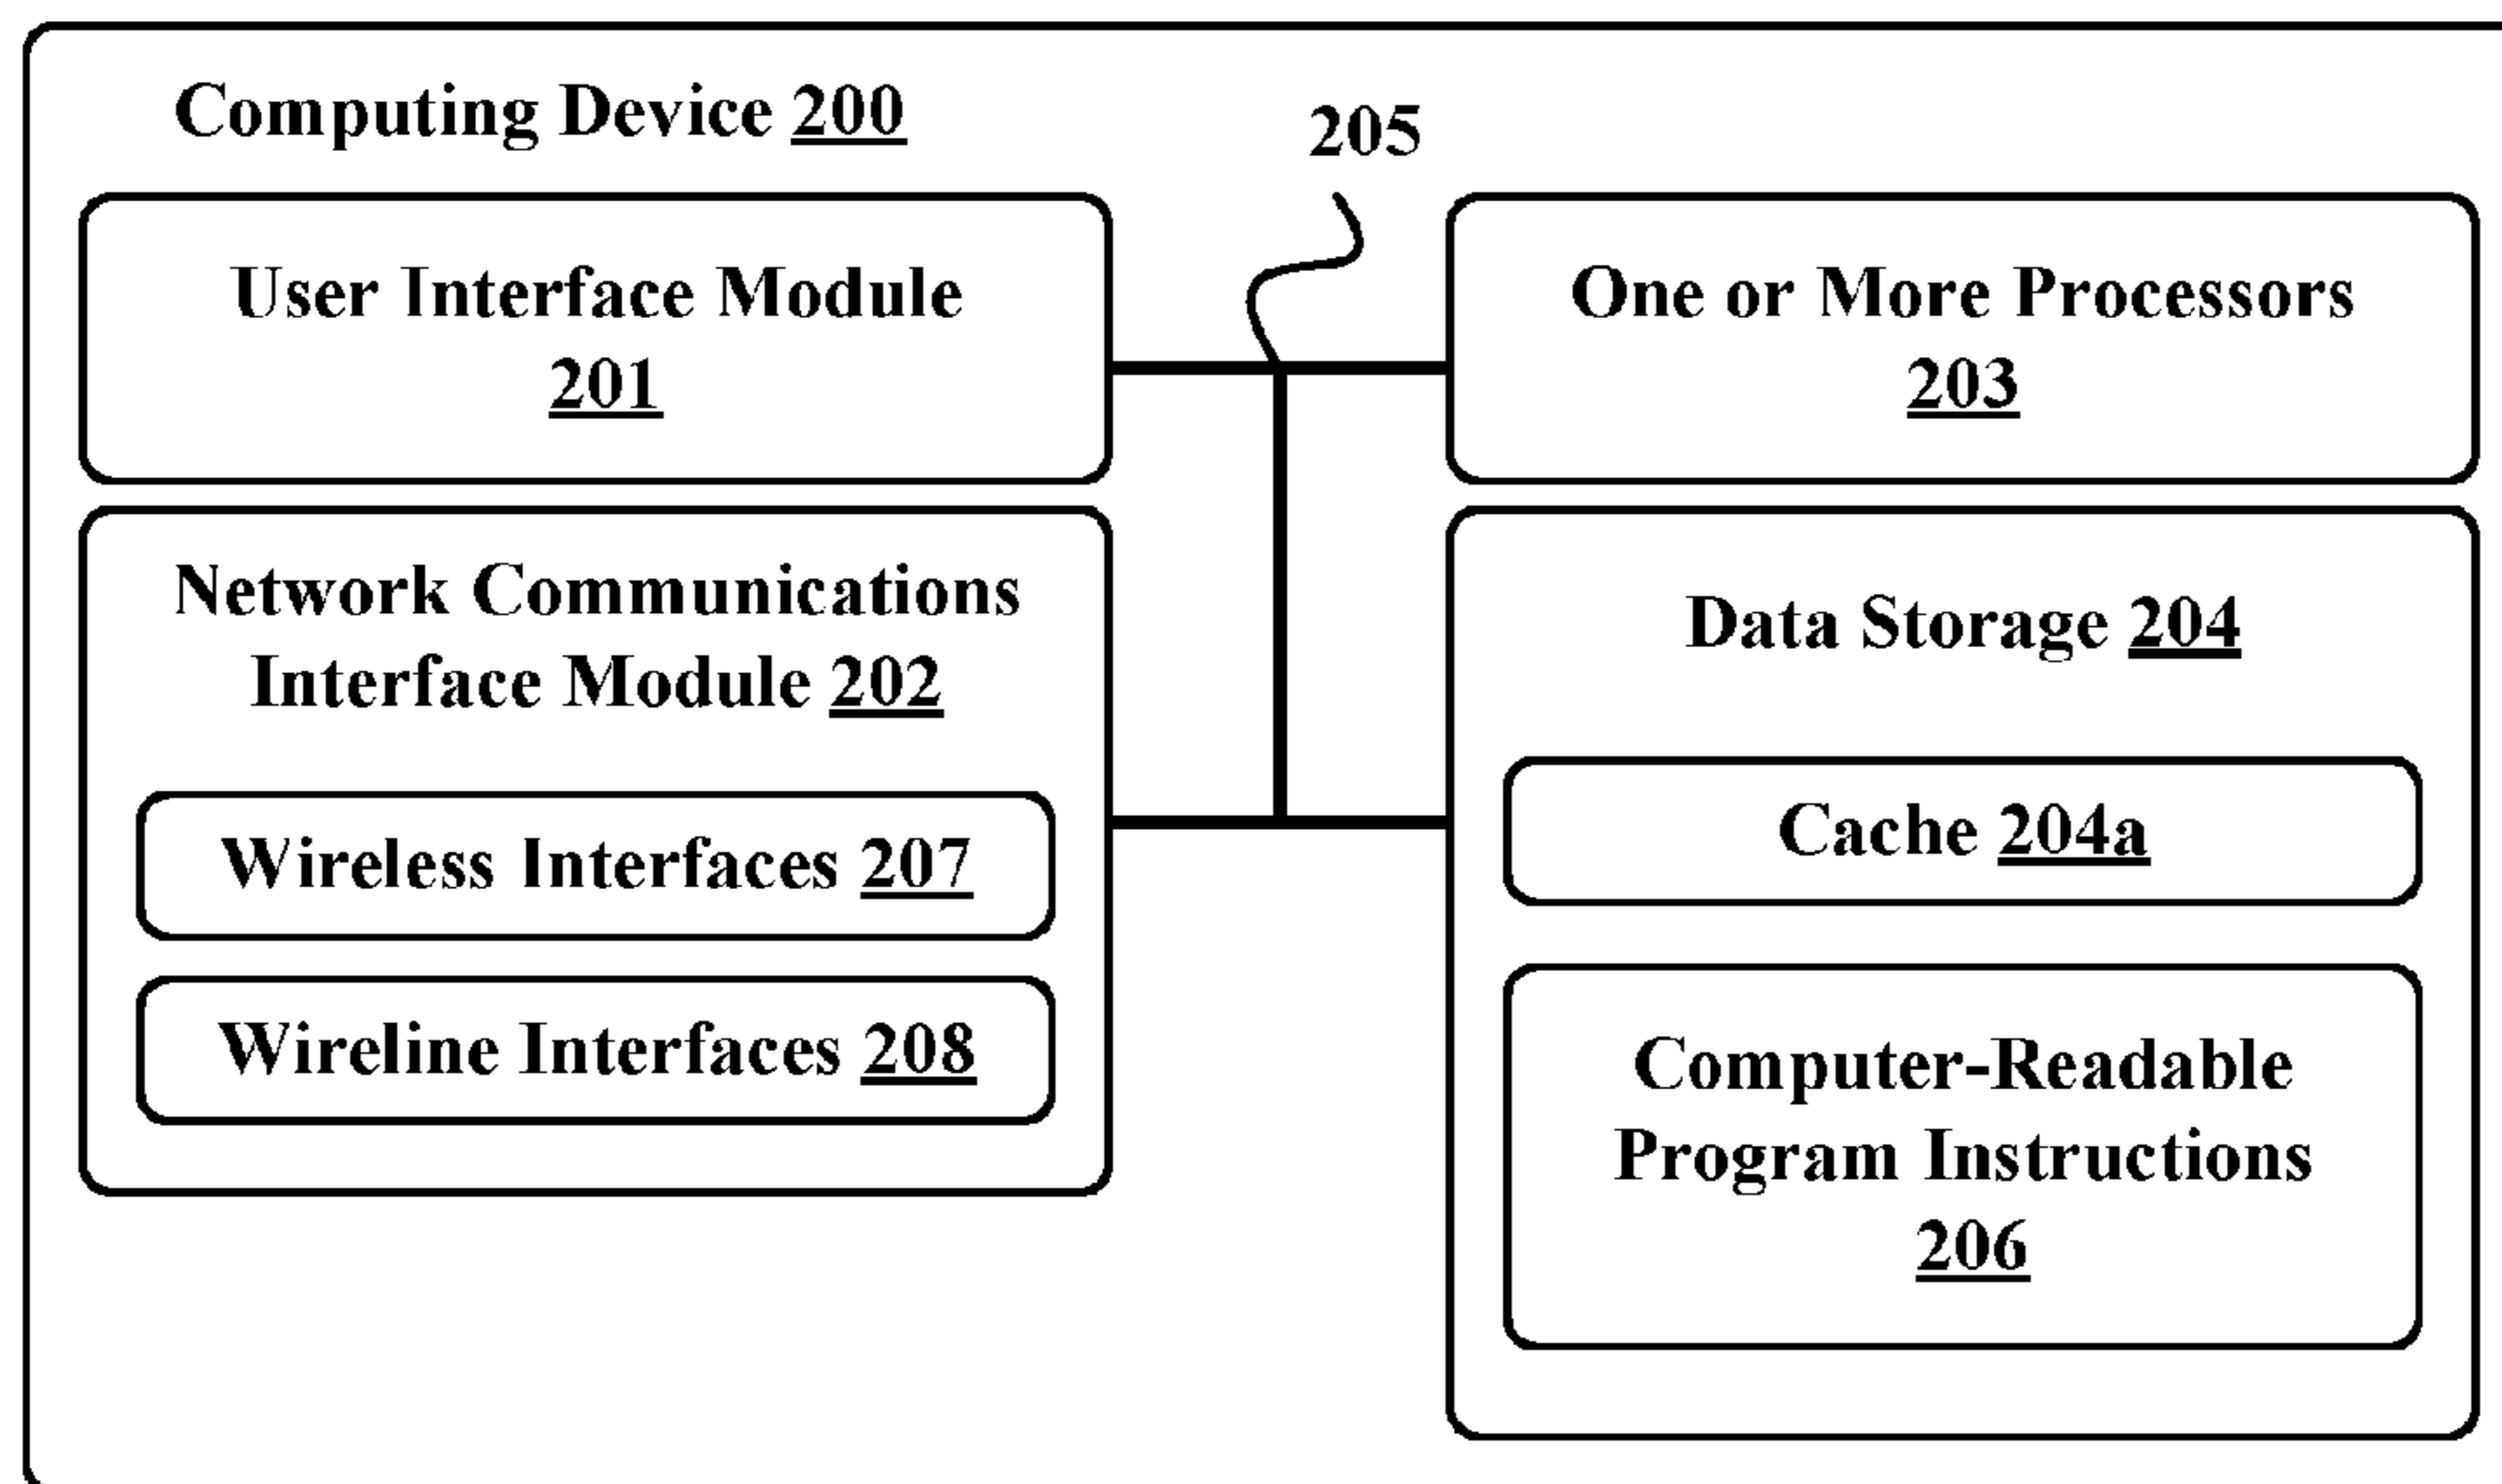 Computing Device 200
205
User Interface Module
201
One or More Processors
203
Network Communications
Interface Module 202
Wireless Interfaces 207
Wireline Interfaces 208
Data Storage 204
Cache 204a
Computer-Readable
Program Instructions
206